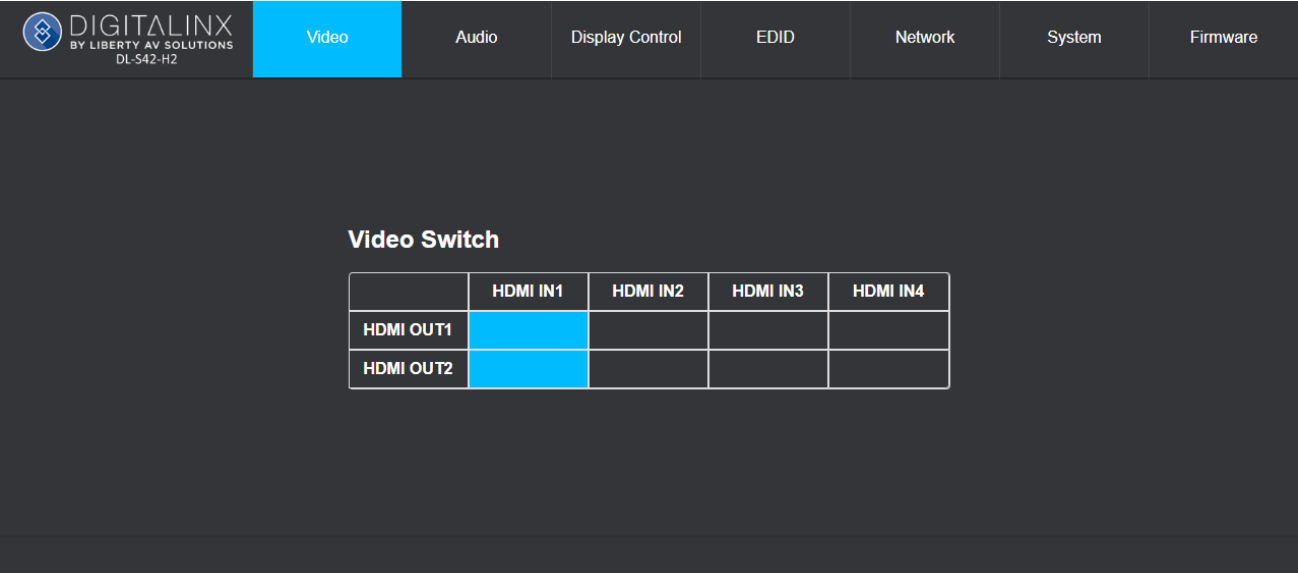 DIGITALINX
BY LIBERTY AV SOLUTIONS
DL-S42-H2
Video Audio Display Control EDID Network System Firmware
Video Switch
HDMI IN1 HDMI IN2 HDMI IN3 HDMI IN4
HDMI OUT1
HDMI OUT2